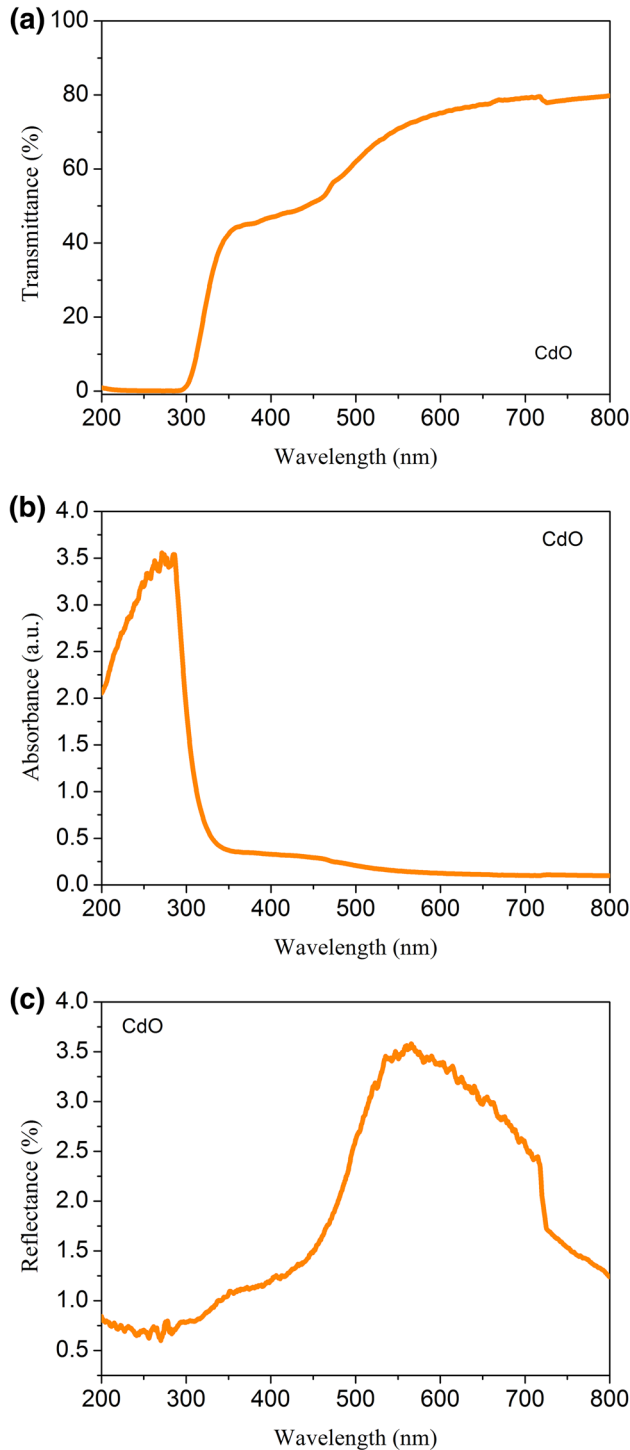 (a)
100
80
60
40
20
0
Transmittance (%)
CdO
200 300 400 500 600 700 800
Wavelength (nm)
(b)
4.0
3.5
3.0
2.5
2.0
1.5
1.0
0.5
0.0
Absorbance (a.u.)
CdO
200 300 400 500 600 700 800
Wavelength (nm)
(c)
4.0
3.5
3.0
2.5
2.0
1.5
1.0
0.5
Reflectance (%)
CdO
200 300 400 500 600 700 800
Wavelength (nm)